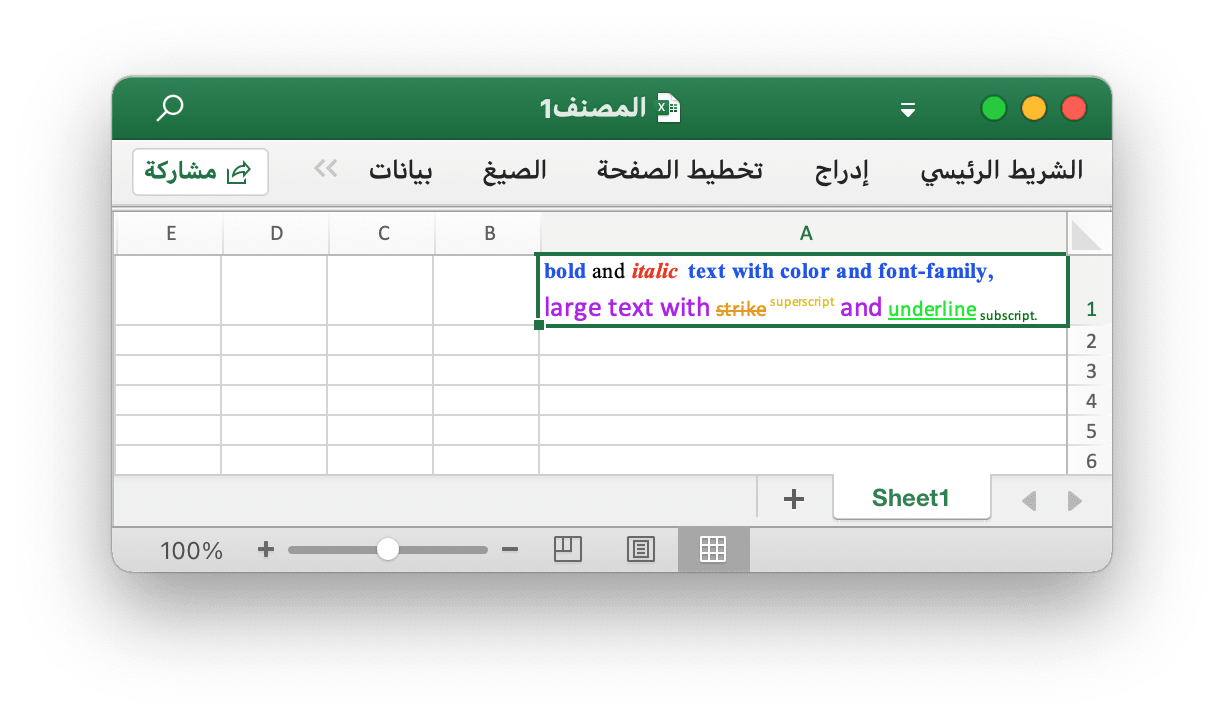 المصنف1
الشريط الرئيسي إدراج تخطيط الصفحة الصيغ بيانات مشاركة
A B C D E
bold and italic text with color and font-family,
large text with strike superscript and underline subscript.
1
2
3
4
5
6
Sheet1
100%